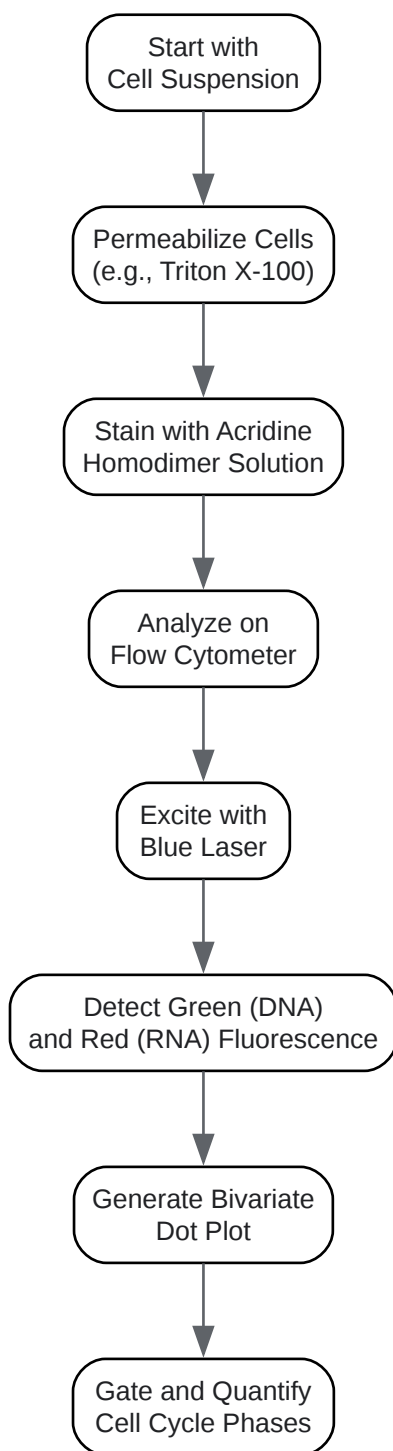 Start with
Cell Suspension
Permeabilize Cells
(e.g., Triton X-100)
Stain with Acridine
Homodimer Solution
Analyze on
Flow Cytometer
Excite with
Blue Laser
Detect Green (DNA)
and Red (RNA) Fluorescence
Generate Bivariate
Dot Plot
Gate and Quantify
Cell Cycle Phases